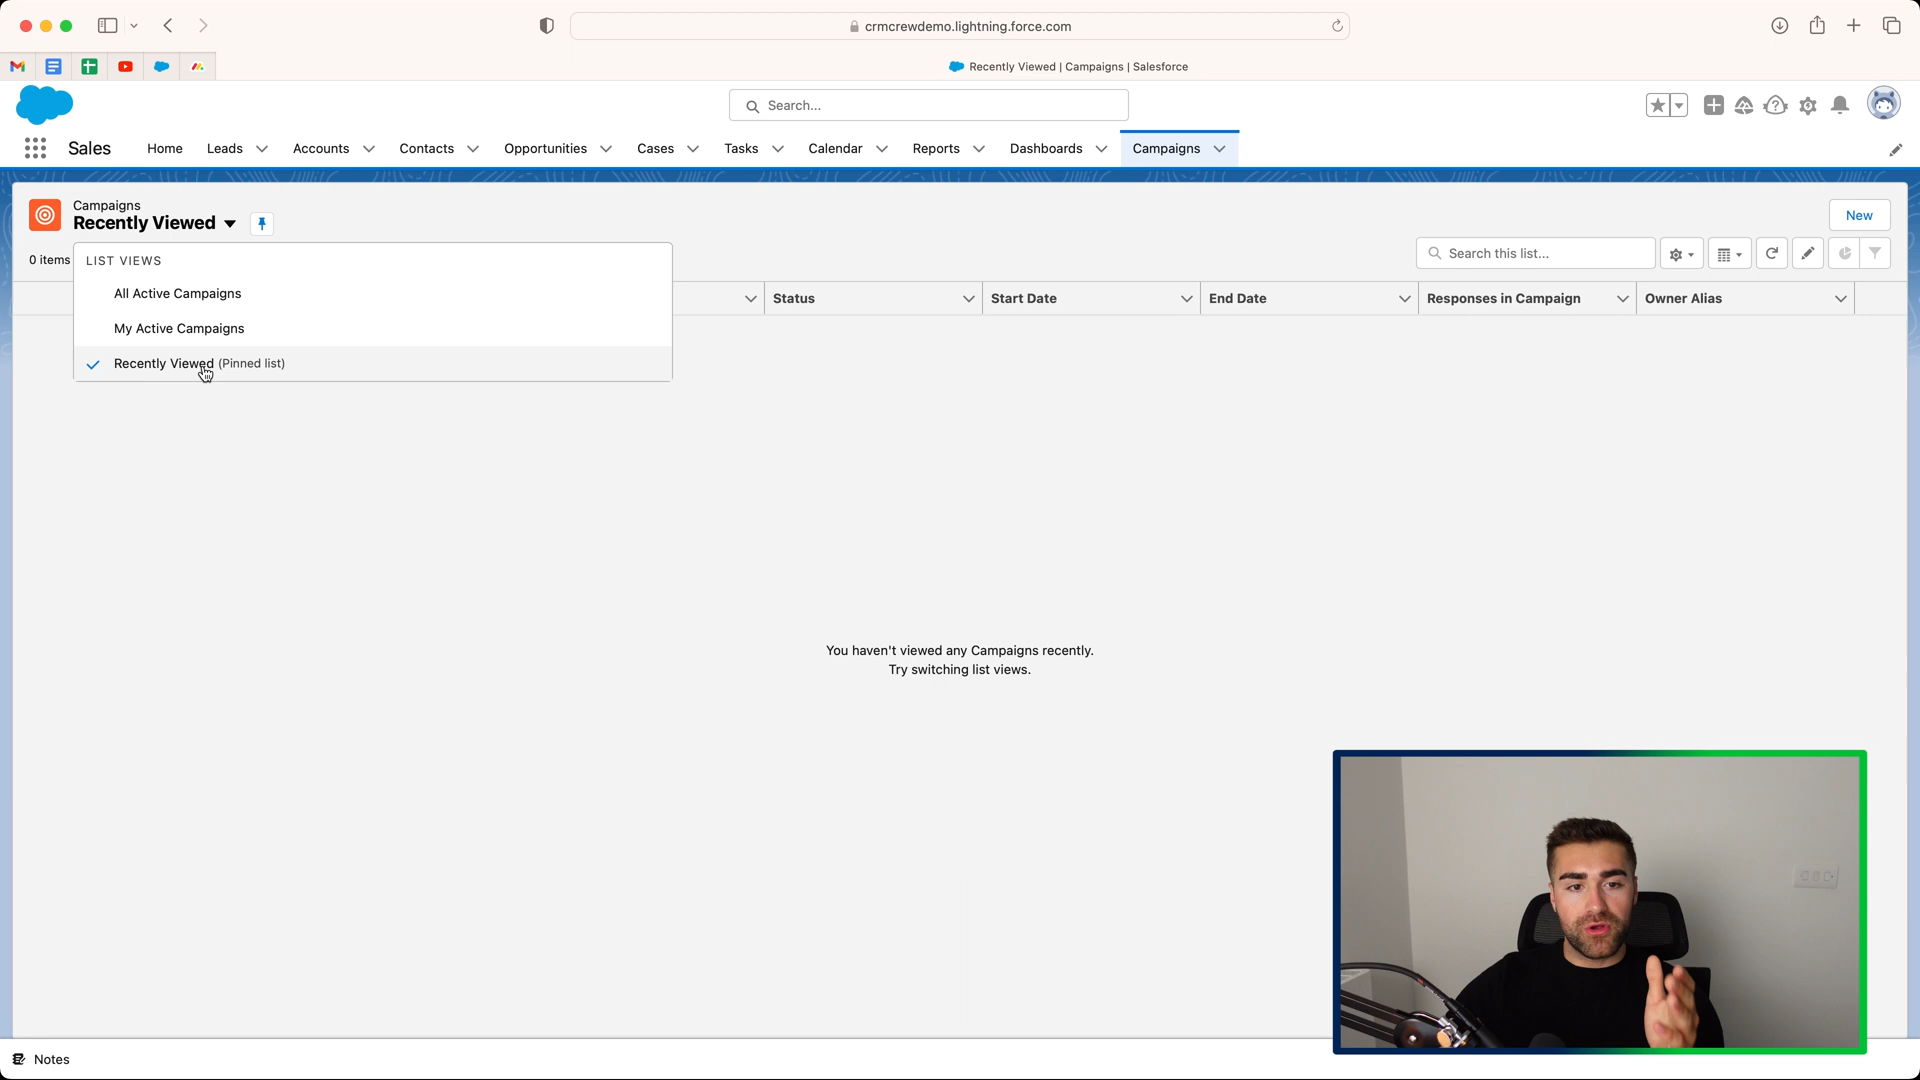 crmcrewdemo.lightning.force.com
Recently Viewed | Campaigns | Salesforce
Search...
Sales
Home
Leads
Accounts
Contacts
Opportunities
Cases
Tasks
Calendar
Reports
Dashboards
Campaigns
Campaigns
Recently Viewed
New
0 items
Search this list...
LIST VIEWS
All Active Campaigns
My Active Campaigns
Recently Viewed (Pinned list)
Status
Start Date
End Date
Responses in Campaign
Owner Alias
You haven't viewed any Campaigns recently.
Try switching list views.
Notes